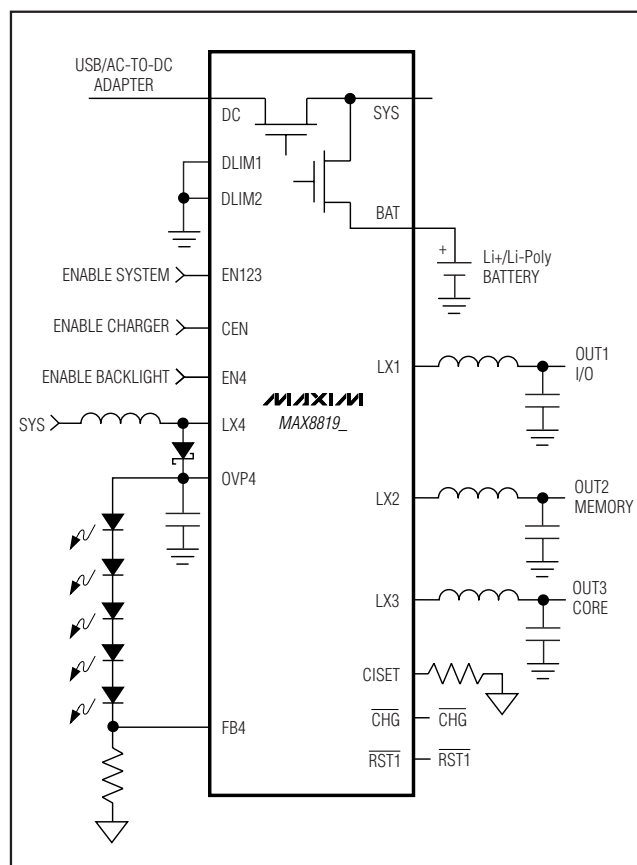 USB/AC-TO-DC
ADAPTER
DC
SYS
DLIM1
DLIM2
BAT
+
Li+/Li-Poly
BATTERY
ENABLE SYSTEM
EN123
ENABLE CHARGER
CEN
ENABLE BACKLIGHT
EN4
LX1
OUT1
I/O
MAXIM
MAX8819_
SYS
LX4
OVP4
LX2
OUT2
MEMORY
LX3
OUT3
CORE
CISET
CHG
CHG
FB4
RST1
RST1